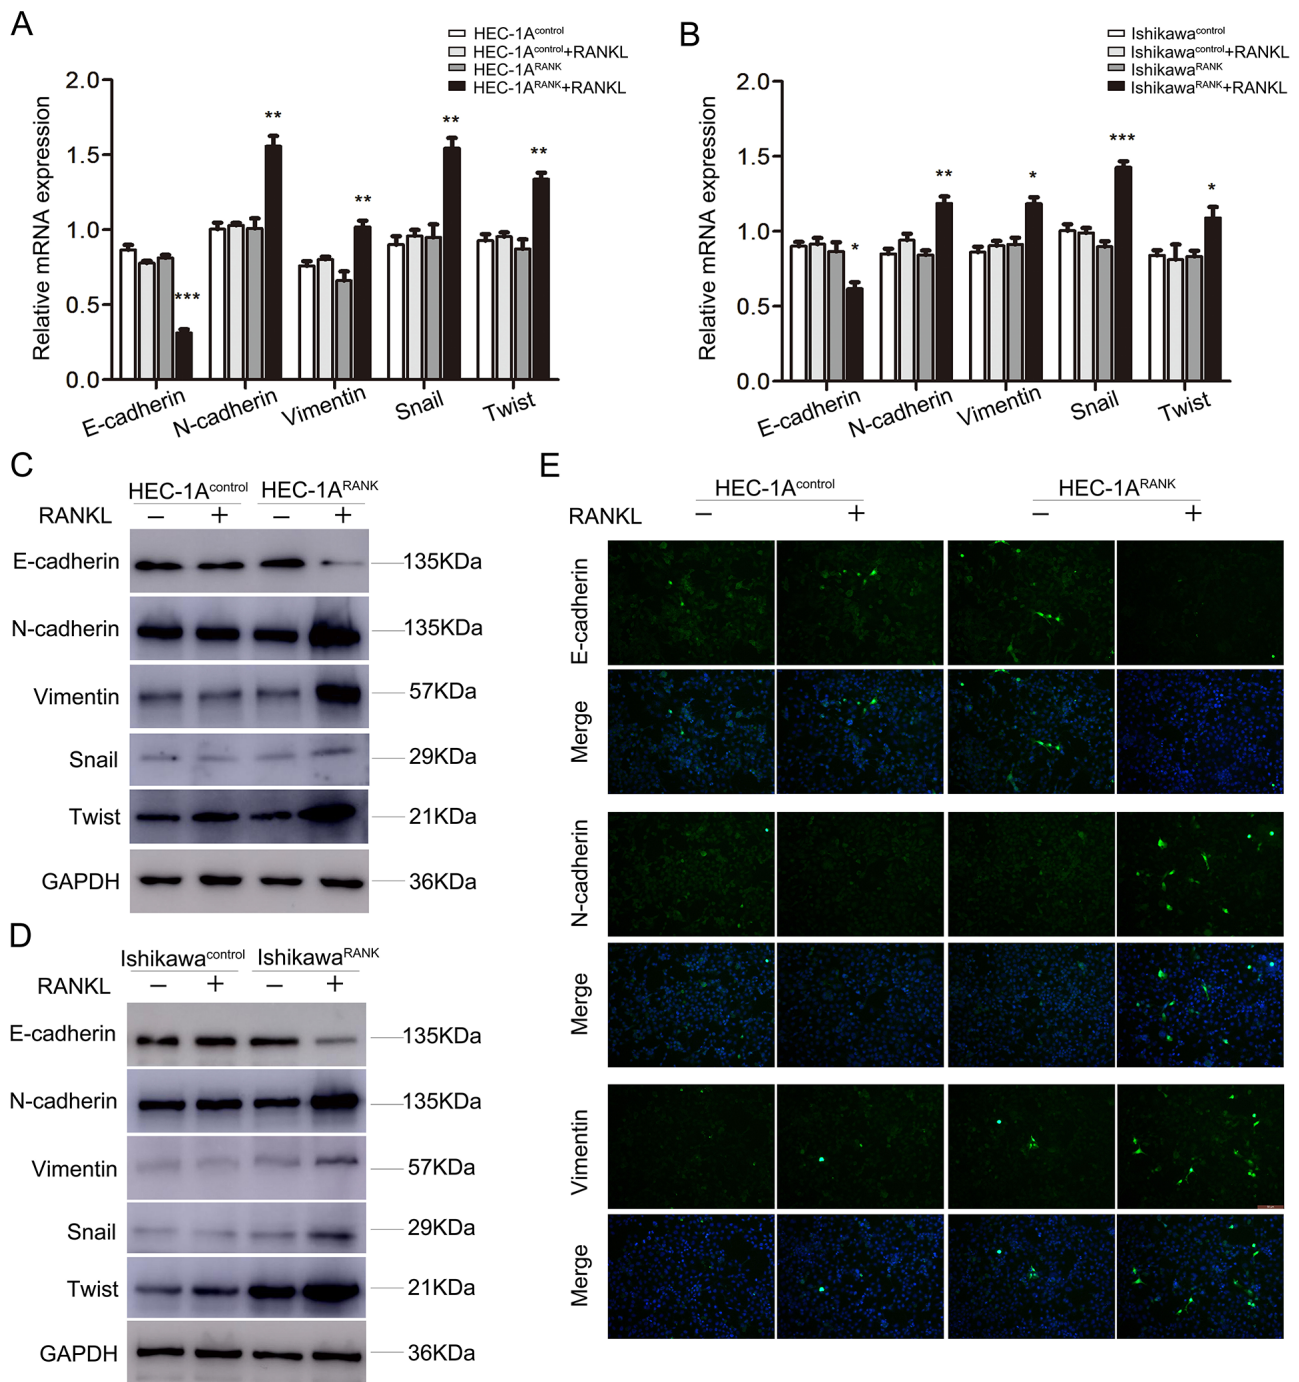 A
HEC-1Acontrol
HEC-1Acontrol+RANKL
HEC-1ARANK
HEC-1ARANK+RANKL
Relative mRNA expression
2.0
1.5
1.0
0.5
0.0
***
**
**
**
**
E-cadherin
N-cadherin
Vimentin
Snail
Twist
B
Ishikawacontrol
Ishikawacontrol+RANKL
IshikawaRANK
IshikawaRANK+RANKL
Relative mRNA expression
2.0
1.5
1.0
0.5
0.0
*
**
*
***
*
E-cadherin
N-cadherin
Vimentin
Snail
Twist
C
HEC-1Acontrol HEC-1ARANK
RANKL − + − +
E-cadherin 135KDa
N-cadherin 135KDa
Vimentin 57KDa
Snail 29KDa
Twist 21KDa
GAPDH 36KDa
D
Ishikawacontrol IshikawaRANK
RANKL − + − +
E-cadherin 135KDa
N-cadherin 135KDa
Vimentin 57KDa
Snail 29KDa
Twist 21KDa
GAPDH 36KDa
E
HEC-1Acontrol HEC-1ARANK
RANKL − + − +
E-cadherin
Merge
N-cadherin
Merge
Vimentin
Merge